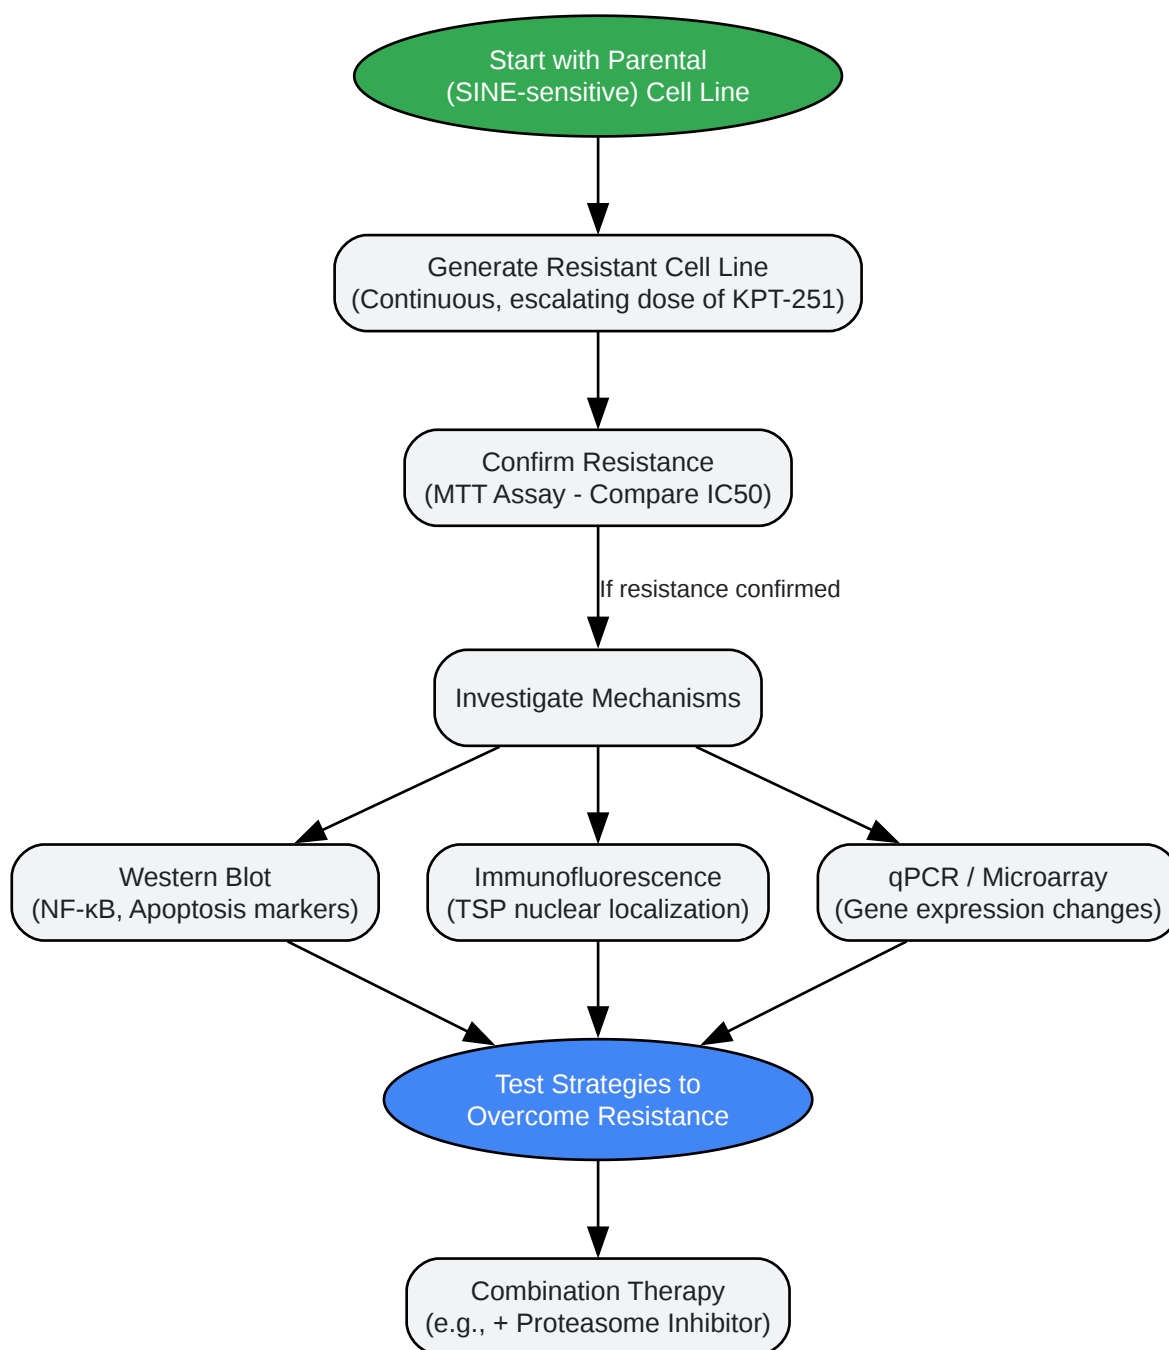 Start with Parental
(SINE-sensitive) Cell Line
Generate Resistant Cell Line
(Continuous, escalating dose of KPT-251)
Confirm Resistance
(MTT Assay - Compare IC50)
If resistance confirmed
Investigate Mechanisms
Western Blot
(NF-κB, Apoptosis markers)
Immunofluorescence
(TSP nuclear localization)
qPCR / Microarray
(Gene expression changes)
Test Strategies to
Overcome Resistance
Combination Therapy
(e.g., + Proteasome Inhibitor)